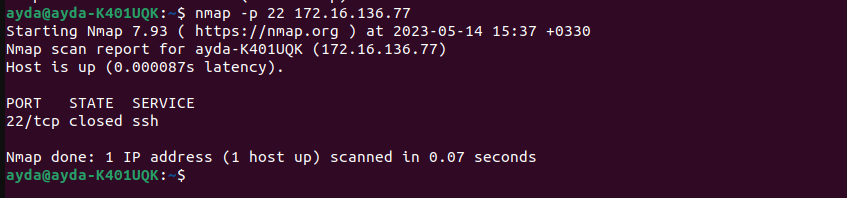 ayda@ayda-K401UQK:~$ nmap -p 22 172.16.136.77
Starting Nmap 7.93 ( https://nmap.org ) at 2023-05-14 15:37 +0330
Nmap scan report for ayda-K401UQK (172.16.136.77)
Host is up (0.000087s latency).
PORT   STATE  SERVICE
22/tcp closed ssh
Nmap done: 1 IP address (1 host up) scanned in 0.07 seconds
ayda@ayda-K401UQK:~$